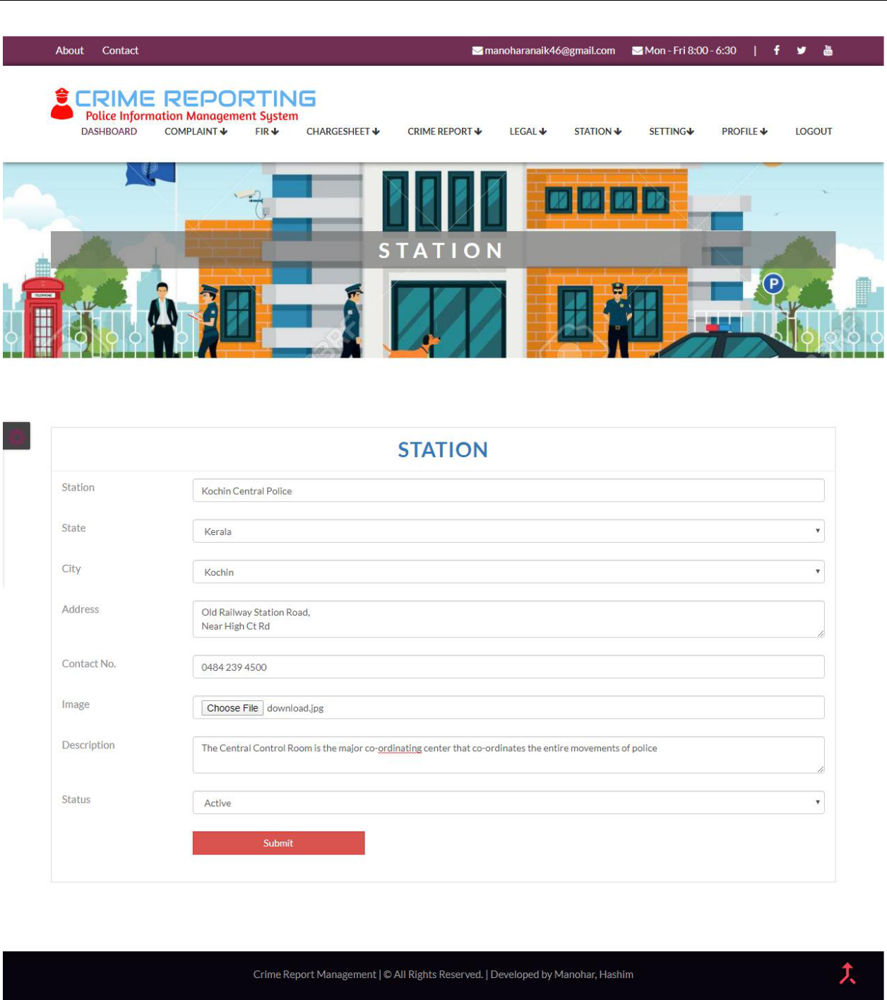 About Contact manoharanaik46@gmail.com Mon - Fri 8:00 - 6:30 |
CRIME REPORTING
Police Information Management System
DASHBOARD COMPLAINT FIR CHARGESHEET CRIME REPORT LEGAL STATION SETTING PROFILE LOGOUT
STATION
TELEPHONE
P
STATION
Station Kochin Central Police
State Kerala
City Kochin
Address Old Railway Station Road,
Near High Ct Rd
Contact No. 0484 239 4500
Image Choose File download.jpg
Description The Central Control Room is the major co-ordinating center that co-ordinates the entire movements of police
Status Active
Submit
Crime Report Management | © All Rights Reserved. | Developed by Manohar, Hashim